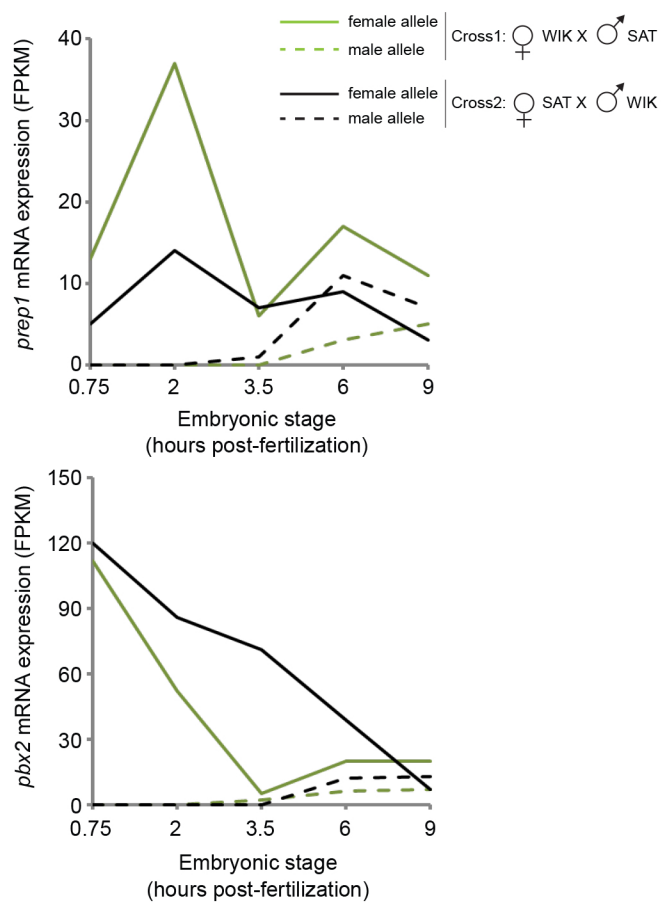 female allele
male allele
Cross1: ♀ WIK X ♂ SAT
female allele
male allele
Cross2: ♀ SAT X ♂ WIK
prep1 mRNA expression (FPKM)
40
30
20
10
0
0.75 2 3.5 6 9
Embryonic stage
(hours post-fertilization)
pbx2 mRNA expression (FPKM)
150
120
90
60
30
0
0.75 2 3.5 6 9
Embryonic stage
(hours post-fertilization)